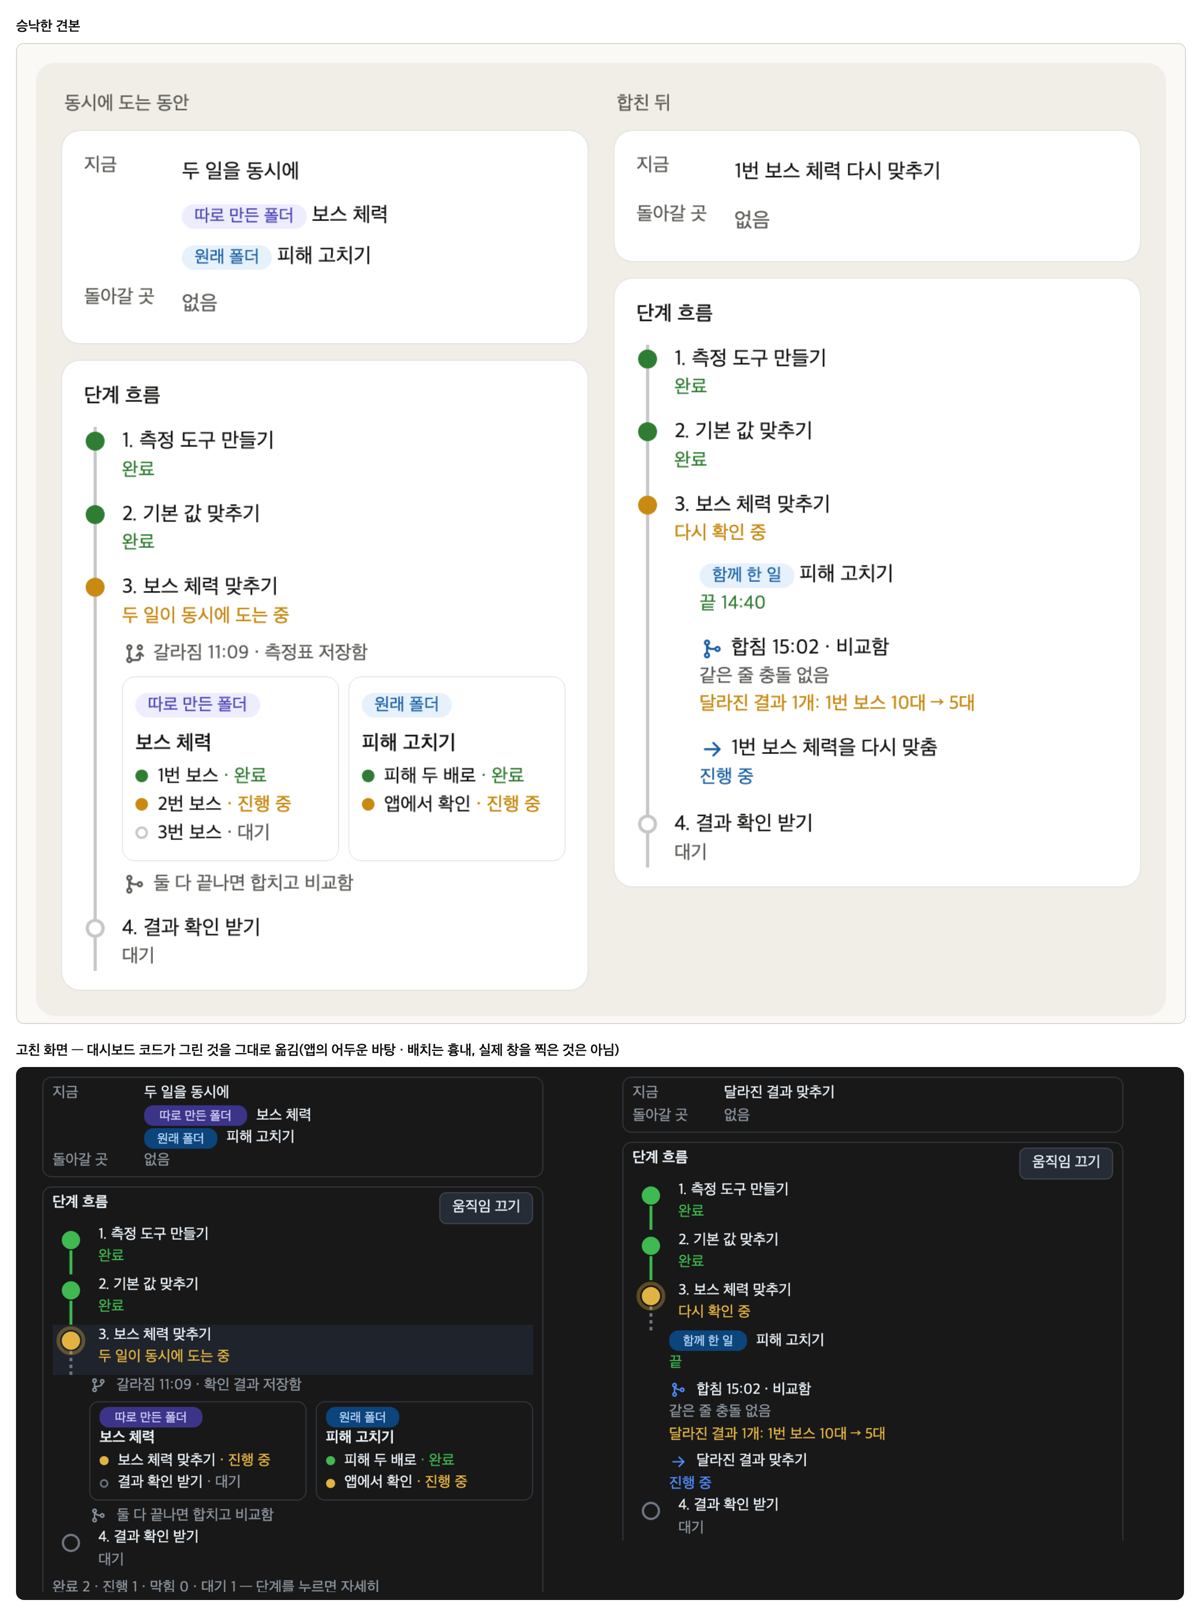 승낙한 견본
동시에 도는 동안
지금
두 일을 동시에
따로 만든 폴더 보스 체력
원래 폴더 피해 고치기
돌아갈 곳
없음
단계 흐름
1. 측정 도구 만들기
완료
2. 기본 값 맞추기
완료
3. 보스 체력 맞추기
두 일이 동시에 도는 중
갈라짐 11:09 · 측정표 저장함
따로 만든 폴더
보스 체력
1번 보스 · 완료
2번 보스 · 진행 중
3번 보스 · 대기
원래 폴더
피해 고치기
피해 두 배로 · 완료
앱에서 확인 · 진행 중
둘 다 끝나면 합치고 비교함
4. 결과 확인 받기
대기
합친 뒤
지금
1번 보스 체력 다시 맞추기
돌아갈 곳
없음
단계 흐름
1. 측정 도구 만들기
완료
2. 기본 값 맞추기
완료
3. 보스 체력 맞추기
다시 확인 중
함께 한 일 피해 고치기
끝 14:40
합침 15:02 · 비교함
같은 줄 충돌 없음
달라진 결과 1개: 1번 보스 10대 → 5대
→ 1번 보스 체력을 다시 맞춤
진행 중
4. 결과 확인 받기
대기
고친 화면 — 대시보드 코드가 그린 것을 그대로 옮김(앱의 어두운 바탕 · 배치는 흉내, 실제 창을 찍은 것은 아님)
지금
두 일을 동시에
따로 만든 폴더 보스 체력
원래 폴더 피해 고치기
돌아갈 곳
없음
단계 흐름
움직임 끄기
1. 측정 도구 만들기
완료
2. 기본 값 맞추기
완료
3. 보스 체력 맞추기
두 일이 동시에 도는 중
갈라짐 11:09 · 확인 결과 저장함
따로 만든 폴더
보스 체력
보스 체력 맞추기 · 진행 중
결과 확인 받기 · 대기
원래 폴더
피해 고치기
피해 두 배로 · 완료
앱에서 확인 · 진행 중
둘 다 끝나면 합치고 비교함
4. 결과 확인 받기
대기
완료 2 · 진행 1 · 막힘 0 · 대기 1 — 단계를 누르면 자세히
지금
달라진 결과 맞추기
돌아갈 곳
없음
단계 흐름
움직임 끄기
1. 측정 도구 만들기
완료
2. 기본 값 맞추기
완료
3. 보스 체력 맞추기
다시 확인 중
함께 한 일 피해 고치기
끝
합침 15:02 · 비교함
같은 줄 충돌 없음
달라진 결과 1개: 1번 보스 10대 → 5대
→ 달라진 결과 맞추기
진행 중
4. 결과 확인 받기
대기